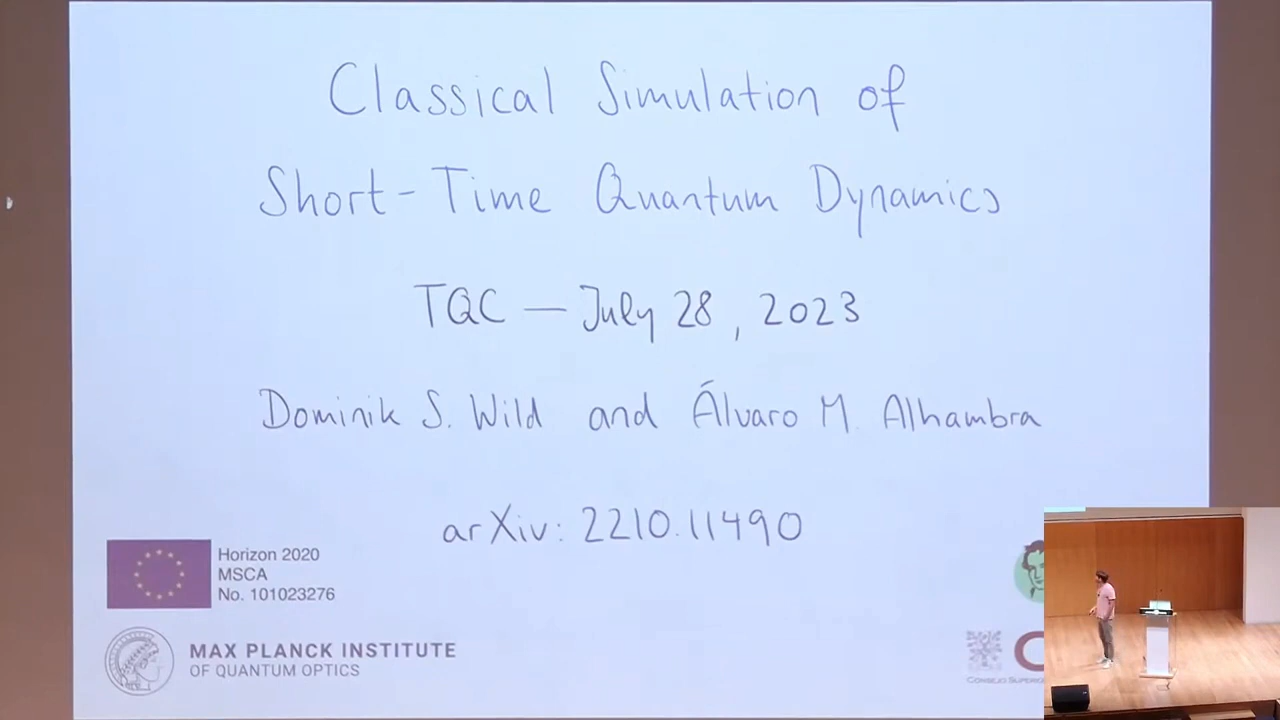 Classical Simulation of
Short-Time Quantum Dynamics
TQC — July 28, 2023
Dominik S. Wild and Álvaro M. Alhambra
arXiv: 2210.11490
Horizon 2020
MSCA
No. 101023276
MAX PLANCK INSTITUTE
OF QUANTUM OPTICS
CONSEJO